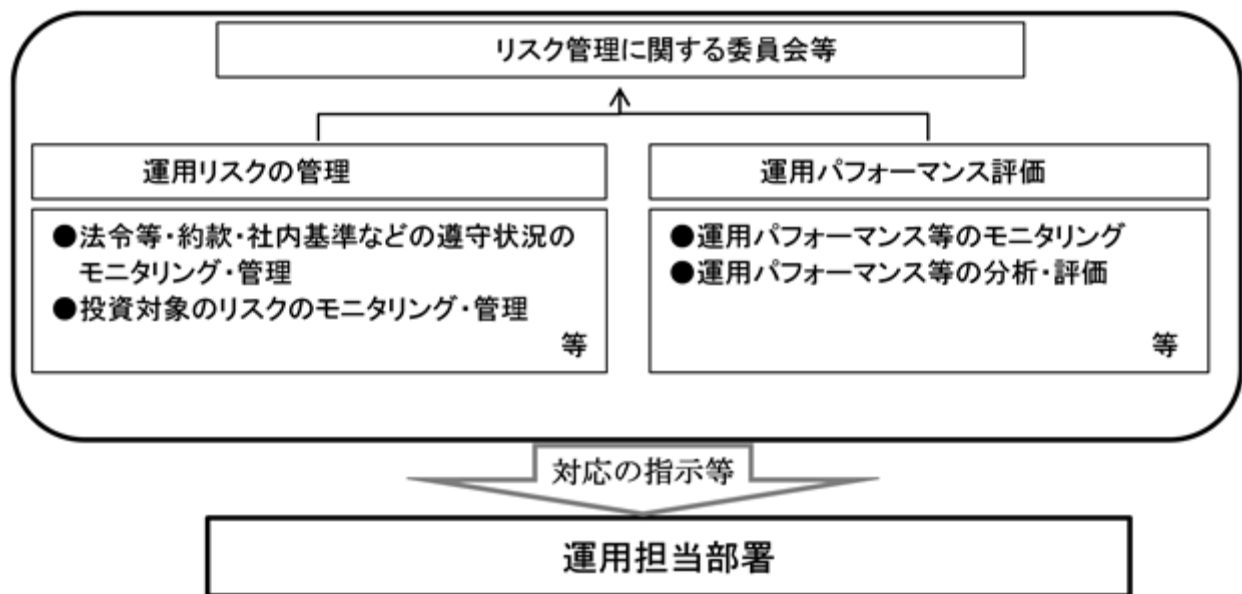 リスク管理に関する委員会等
運用リスクの管理
運用パフォーマンス評価
●法令等・約款・社内基準などの遵守状況の
モニタリング・管理
●投資対象のリスクのモニタリング・管理
等
●運用パフォーマンス等のモニタリング
●運用パフォーマンス等の分析・評価
等
対応の指示等
運用担当部署